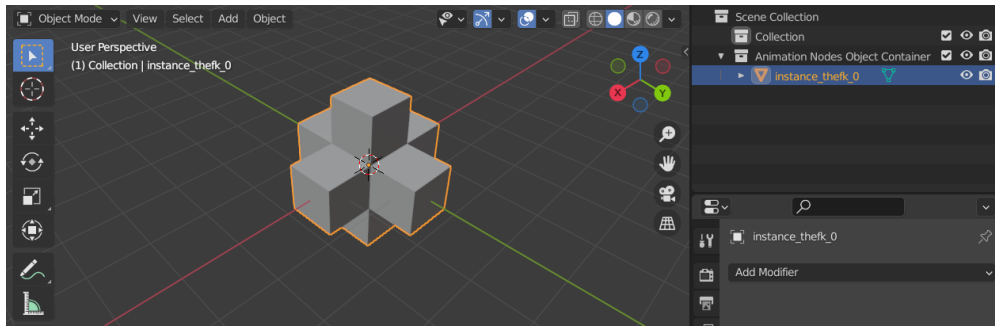 Object Mode View Select Add Object
User Perspective
(1) Collection | instance_thefk_0
Z
X
Y
Scene Collection
Collection
Animation Nodes Object Container
instance_thefk_0
instance_thefk_0
Add Modifier